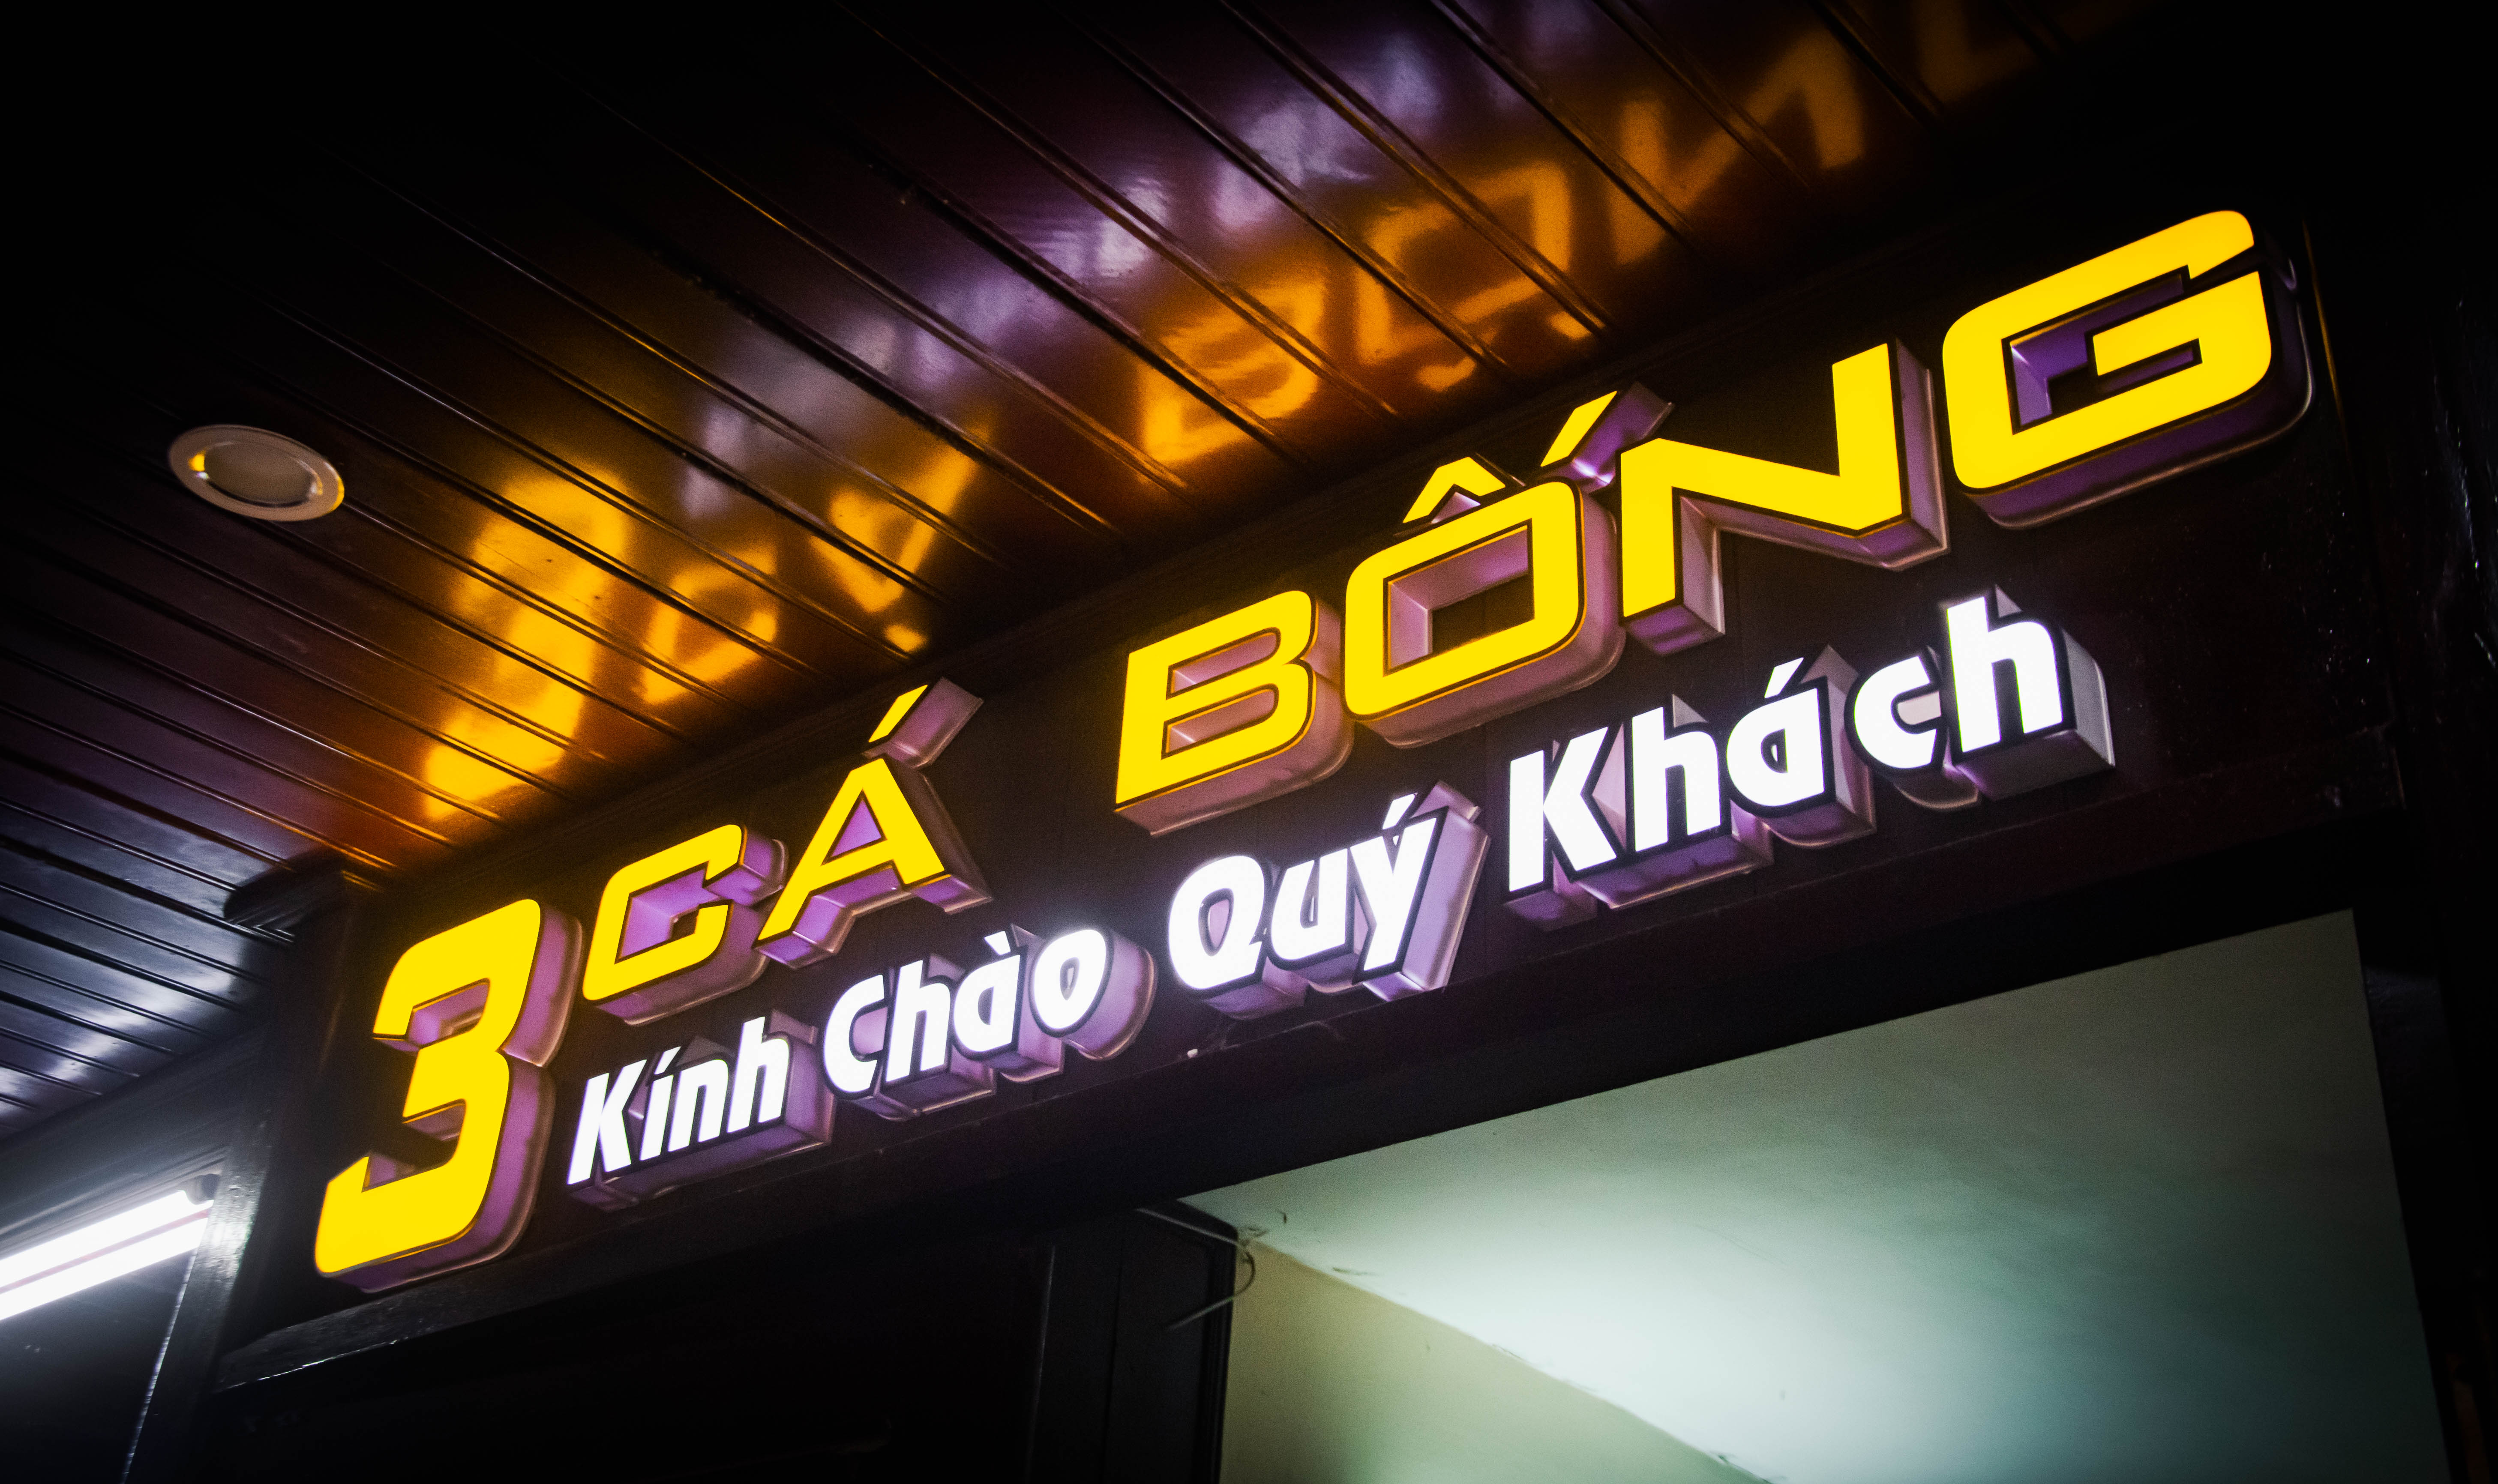 3 CÁ BỐNG
Kính Chào Quý Khách